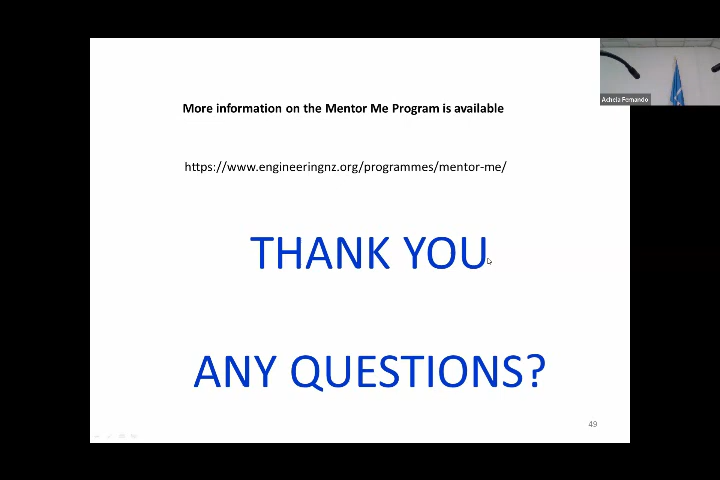 More information on the Mentor Me Program is available
Achela Fernando
https://www.engineeringnz.org/programmes/mentor-me/
THANK YOU
ANY QUESTIONS?
49